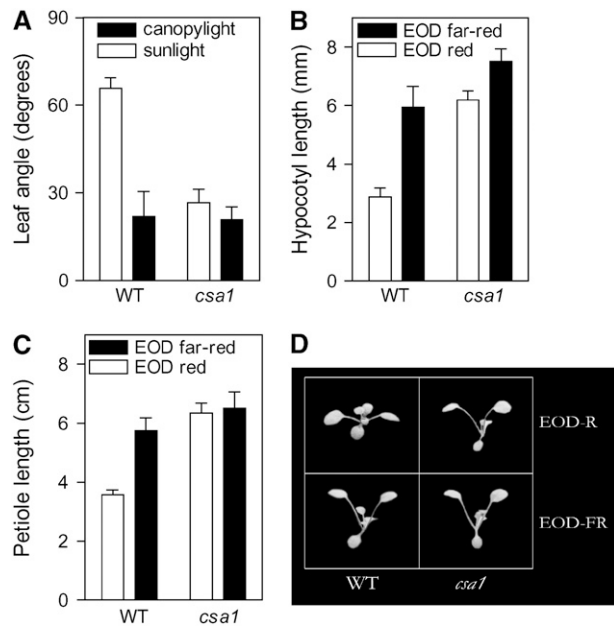 A
90
60
30
0
Leaf angle (degrees)
canopylight
sunlight
WT
csa1
B
8
6
4
2
0
Hypocotyl length (mm)
EOD far-red
EOD red
WT
csa1
C
8
6
4
2
0
Petiole length (cm)
EOD far-red
EOD red
WT
csa1
D
EOD-R
EOD-FR
WT
csa1